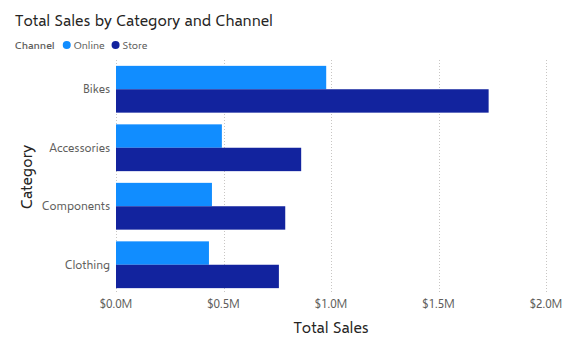 Total Sales by Category and Channel
Channel Online Store
Category
Bikes
Accessories
Components
Clothing
$0.0M $0.5M $1.0M $1.5M $2.0M
Total Sales